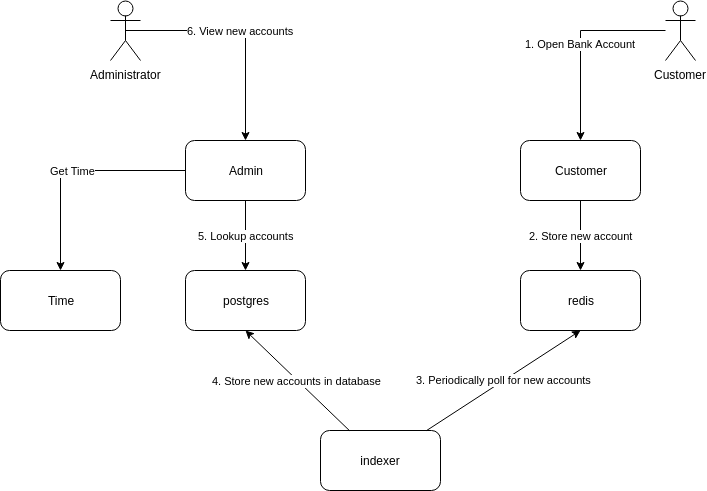 6. View new accounts
1. Open Bank Account
Administrator
Customer
Get Time
Admin
Customer
5. Lookup accounts
2. Store new account
Time
postgres
redis
4. Store new accounts in database
3. Periodically poll for new accounts
indexer